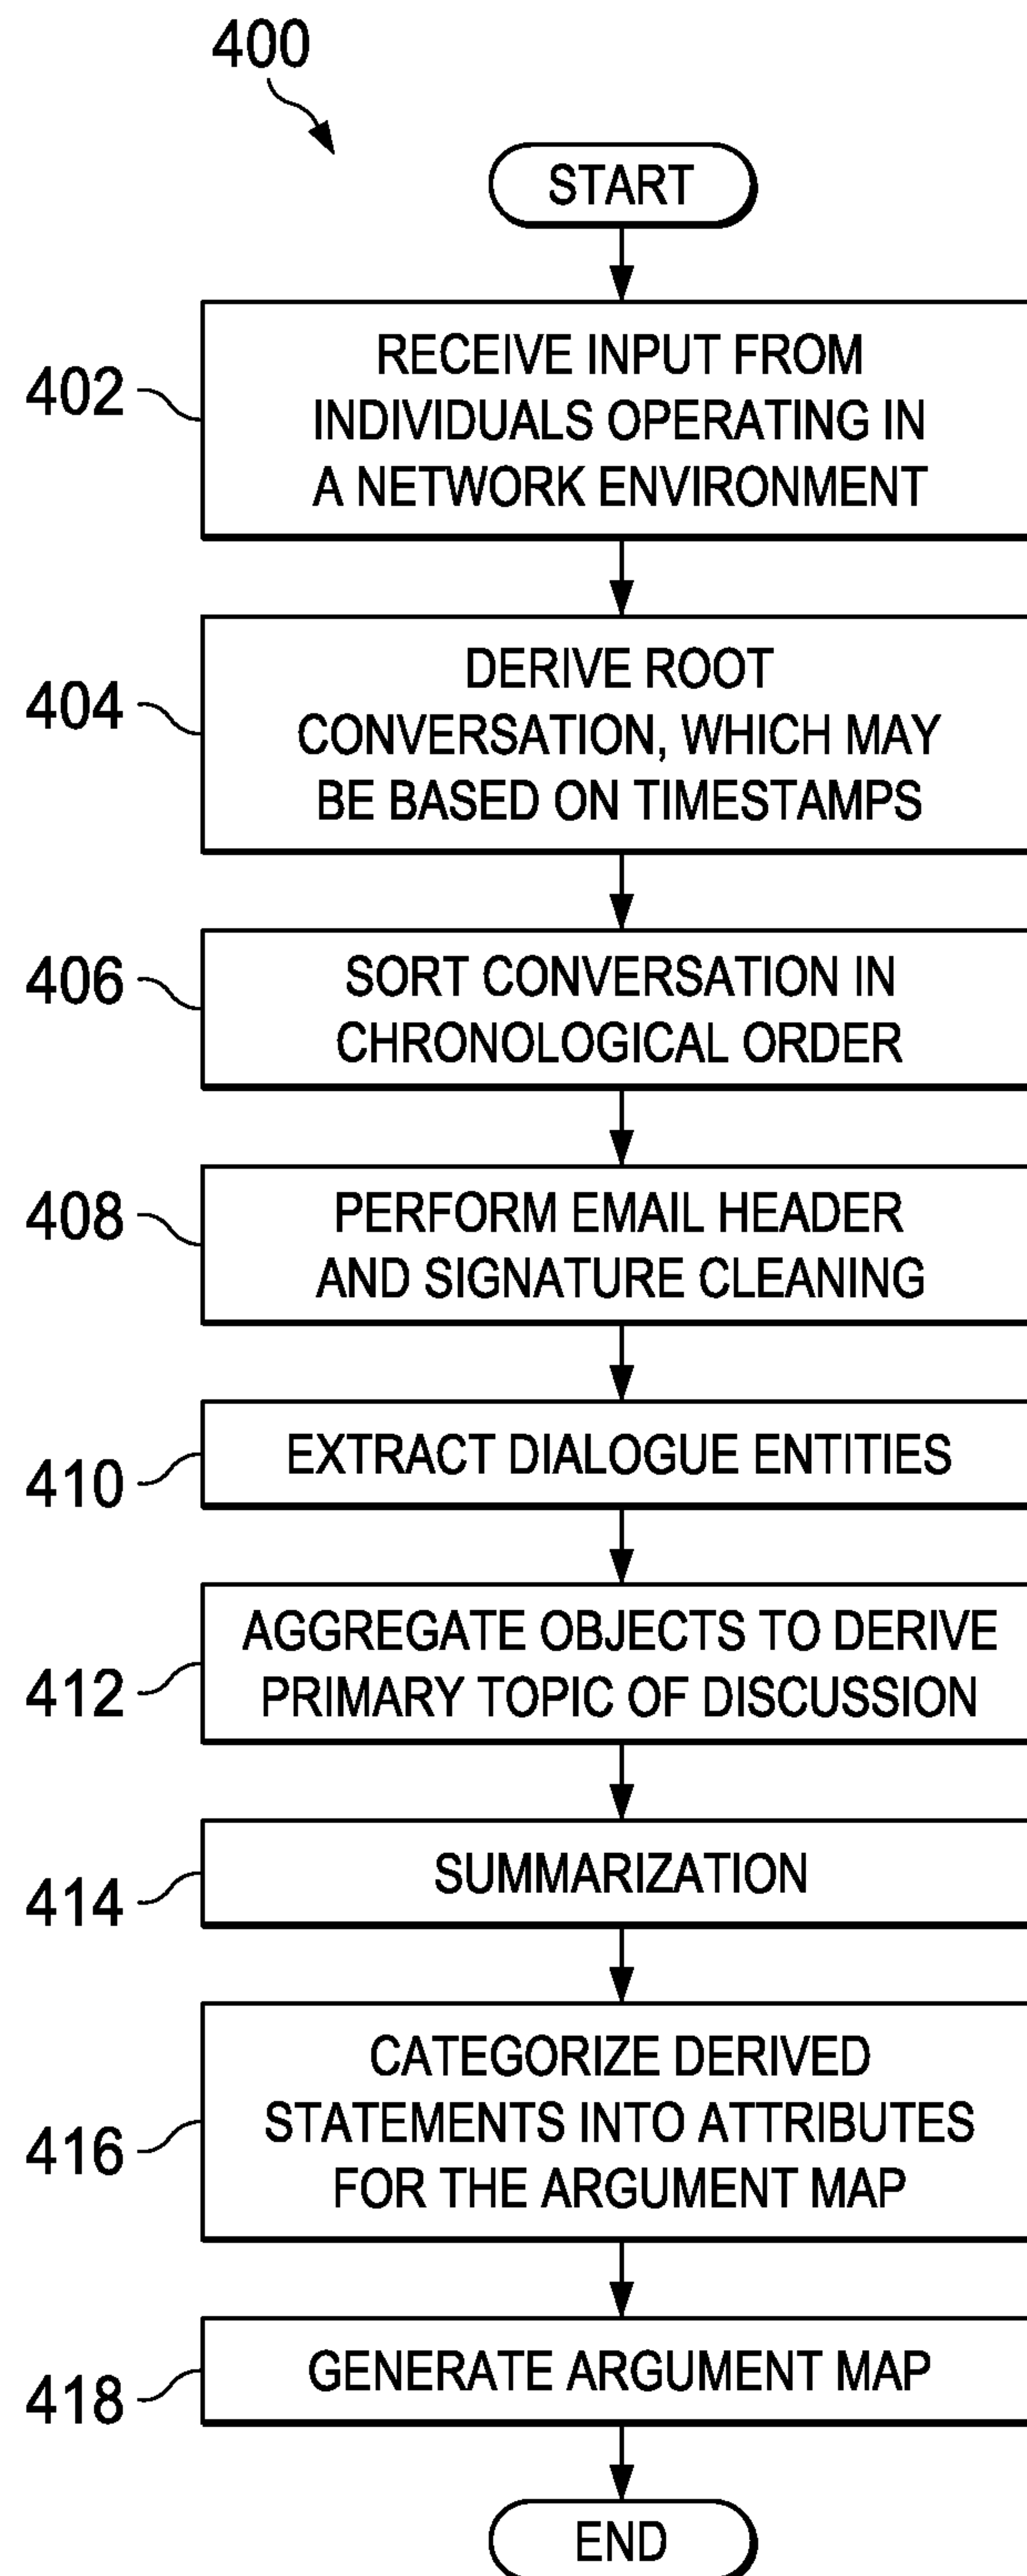 400
START
402
RECEIVE INPUT FROM
INDIVIDUALS OPERATING IN
A NETWORK ENVIRONMENT
404
DERIVE ROOT
CONVERSATION, WHICH MAY
BE BASED ON TIMESTAMPS
406
SORT CONVERSATION IN
CHRONOLOGICAL ORDER
408
PERFORM EMAIL HEADER
AND SIGNATURE CLEANING
410
EXTRACT DIALOGUE ENTITIES
412
AGGREGATE OBJECTS TO DERIVE
PRIMARY TOPIC OF DISCUSSION
414
SUMMARIZATION
416
CATEGORIZE DERIVED
STATEMENTS INTO ATTRIBUTES
FOR THE ARGUMENT MAP
418
GENERATE ARGUMENT MAP
END